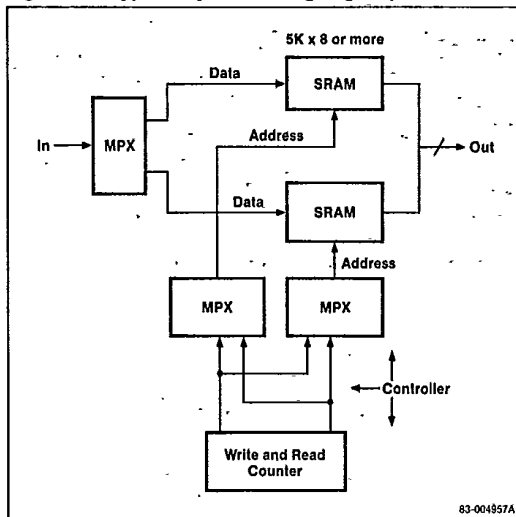 5K x 8 or more
Data
SRAM
In
MPX
Address
Out
Data
SRAM
Address
MPX
MPX
Controller
Write and Read
Counter
83-004957A